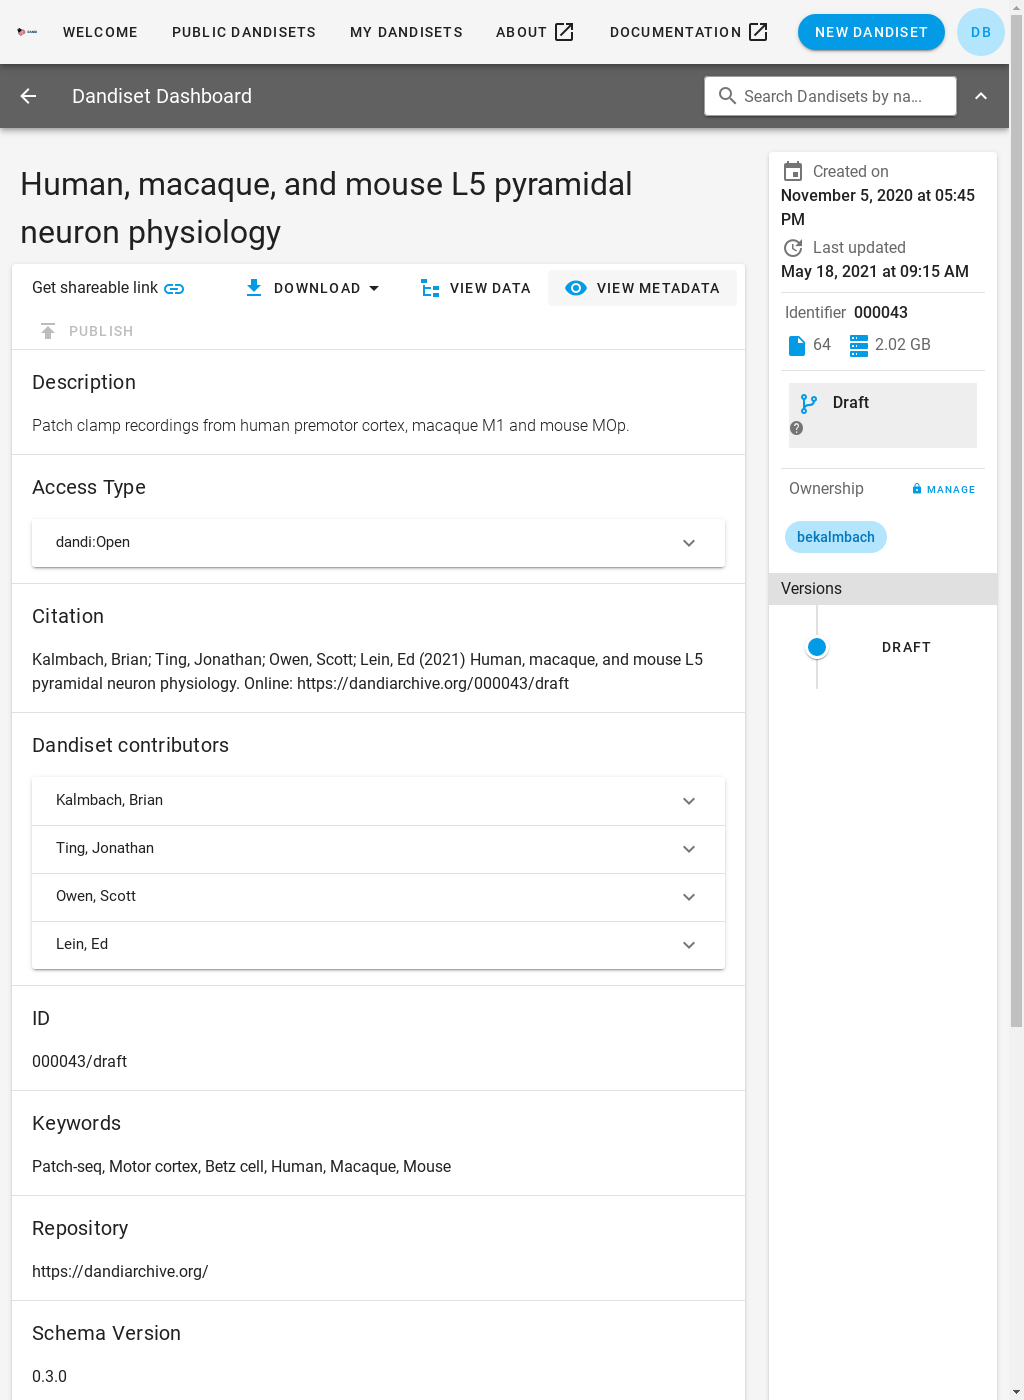 WELCOME PUBLIC DANDISETS MY DANDISETS ABOUT DOCUMENTATION NEW DANDISET DB
Dandiset Dashboard Search Dandisets by na...
Human, macaque, and mouse L5 pyramidal
neuron physiology
Get shareable link DOWNLOAD VIEW DATA VIEW METADATA
PUBLISH
Description
Patch clamp recordings from human premotor cortex, macaque M1 and mouse MOp.
Access Type
dandi:Open
Citation
Kalmbach, Brian; Ting, Jonathan; Owen, Scott; Lein, Ed (2021) Human, macaque, and mouse L5
pyramidal neuron physiology. Online: https://dandiarchive.org/000043/draft
Dandiset contributors
Kalmbach, Brian
Ting, Jonathan
Owen, Scott
Lein, Ed
ID
000043/draft
Keywords
Patch-seq, Motor cortex, Betz cell, Human, Macaque, Mouse
Repository
https://dandiarchive.org/
Schema Version
0.3.0
Created on
November 5, 2020 at 05:45
PM
Last updated
May 18, 2021 at 09:15 AM
Identifier 000043
64 2.02 GB
Draft
Ownership MANAGE
bekalmbach
Versions
DRAFT